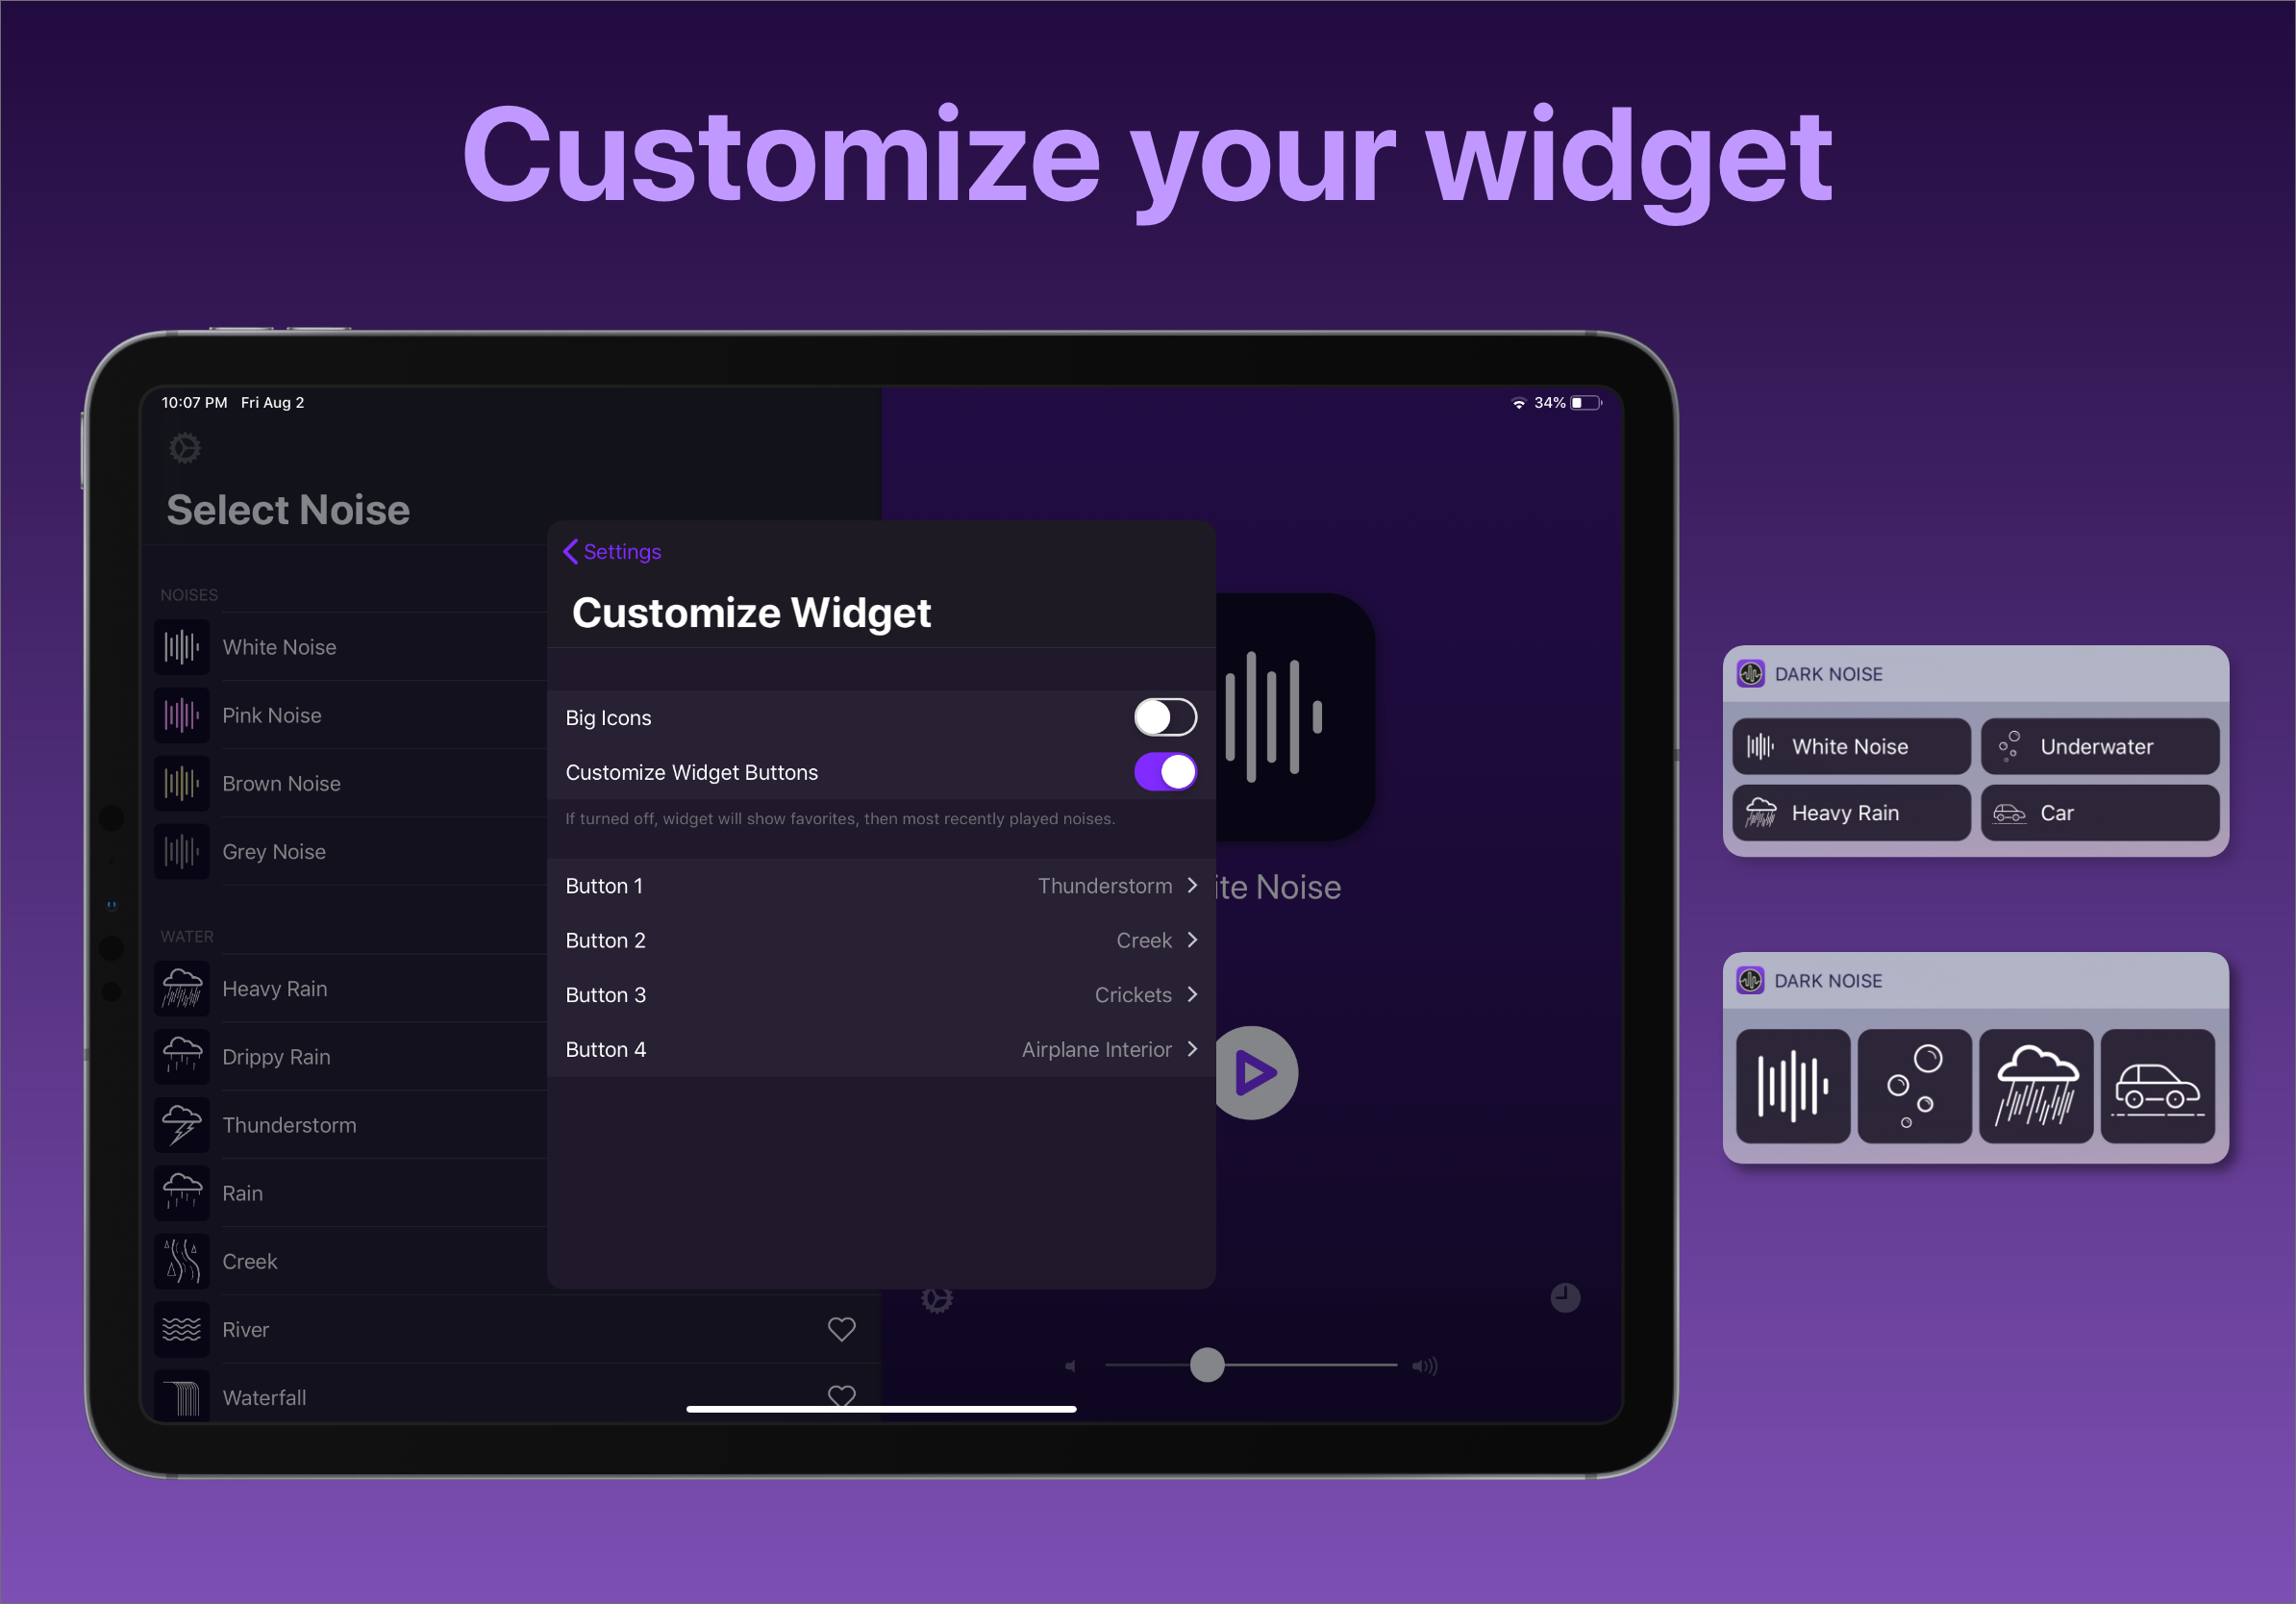 Customize your widget
10:07 PM Fri Aug 2
34%
Select Noise
NOISES
White Noise
Pink Noise
Brown Noise
Grey Noise
WATER
Heavy Rain
Drippy Rain
Thunderstorm
Rain
Creek
River
Waterfall
Settings
Customize Widget
Big Icons
Customize Widget Buttons
If turned off, widget will show favorites, then most recently played noises.
Button 1 Thunderstorm
Button 2 Creek
Button 3 Crickets
Button 4 Airplane Interior
ite Noise
DARK NOISE
White Noise Underwater
Heavy Rain Car
DARK NOISE